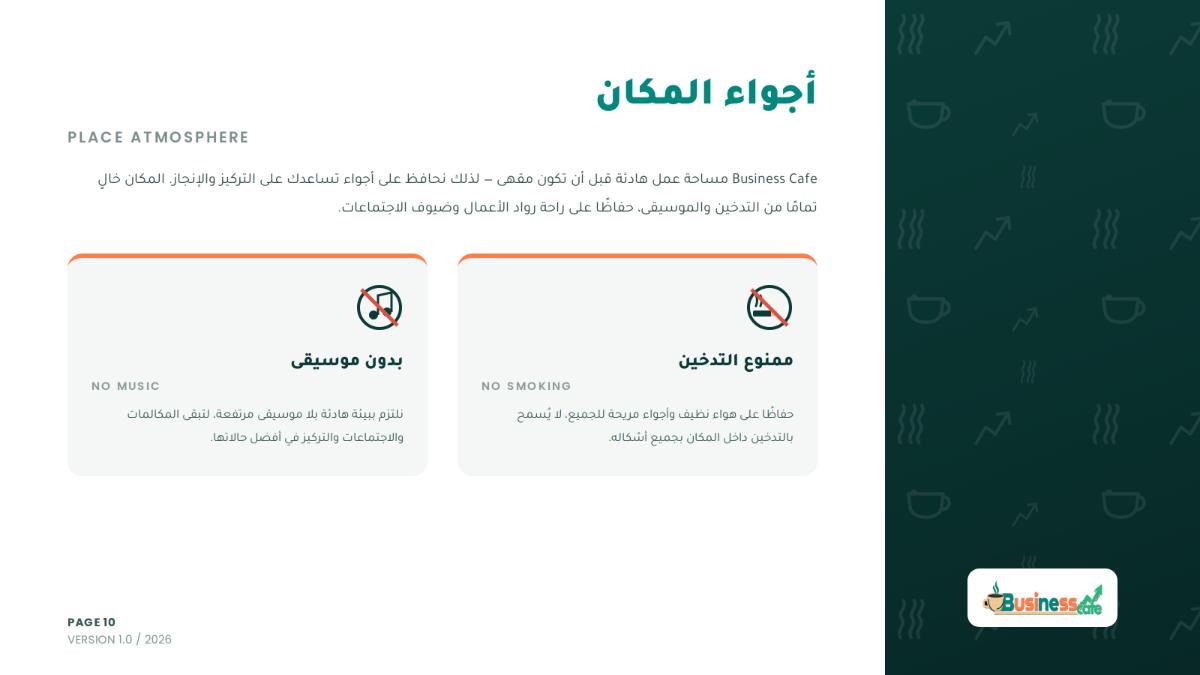 أجواء المكان
PLACE ATMOSPHERE
Business Cafe مساحة عمل هادئة قبل أن تكون مقهى – لذلك نحافظ على أجواء تساعدك على التركيز والإنجاز. المكان خالٍ
تمامًا من التدخين والموسيقى، حفاظًا على راحة رواد الأعمال وضيوف الاجتماعات.
ممنوع التدخين
NO SMOKING
حفاظًا على هواء نظيف وأجواء مريحة للجميع، لا يُسمح
بالتدخين داخل المكان بجميع أشكاله.
بدون موسيقى
NO MUSIC
نلتزم ببيئة هادئة بلا موسيقى مرتفعة، لتبقى المكالمات
والاجتماعات والتركيز في أفضل حالاتها.
PAGE 10
VERSION 1.0 / 2026
Business cafe